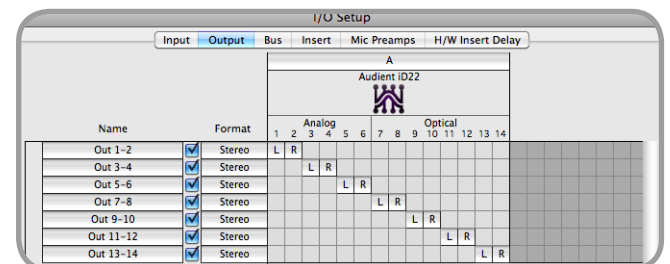 I/O Setup
Input Output Bus Insert Mic Preamps H/W Insert Delay
A
Audient iD22
Analog Optical
Name Format 1 2 3 4 5 6 7 8 9 10 11 12 13 14
Out 1-2 Stereo L R
Out 3-4 Stereo L R
Out 5-6 Stereo L R
Out 7-8 Stereo L R
Out 9-10 Stereo L R
Out 11-12 Stereo L R
Out 13-14 Stereo L R